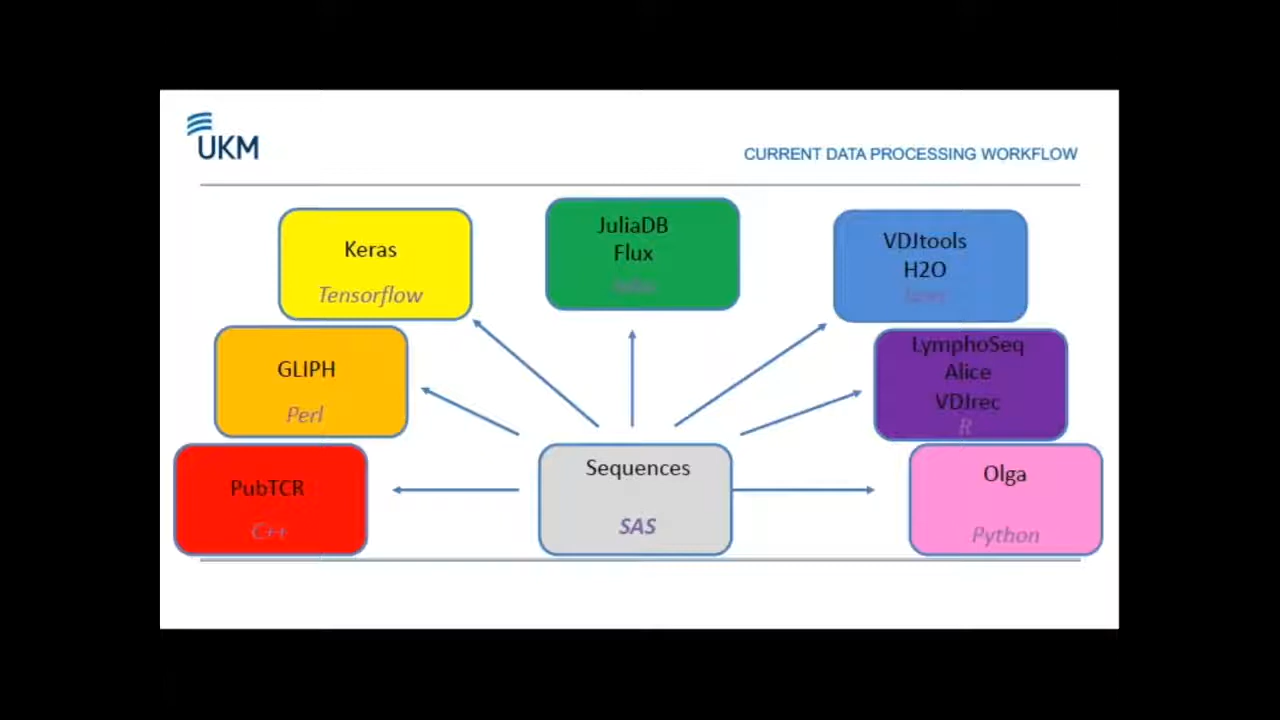 UKM
CURRENT DATA PROCESSING WORKFLOW
Keras
Tensorflow
JuliaDB
Flux
VDJtools
H2O
GLIPH
Perl
LymphoSeq
Alice
VDJrec
R
PubTCR
C++
Sequences
SAS
Olga
Python